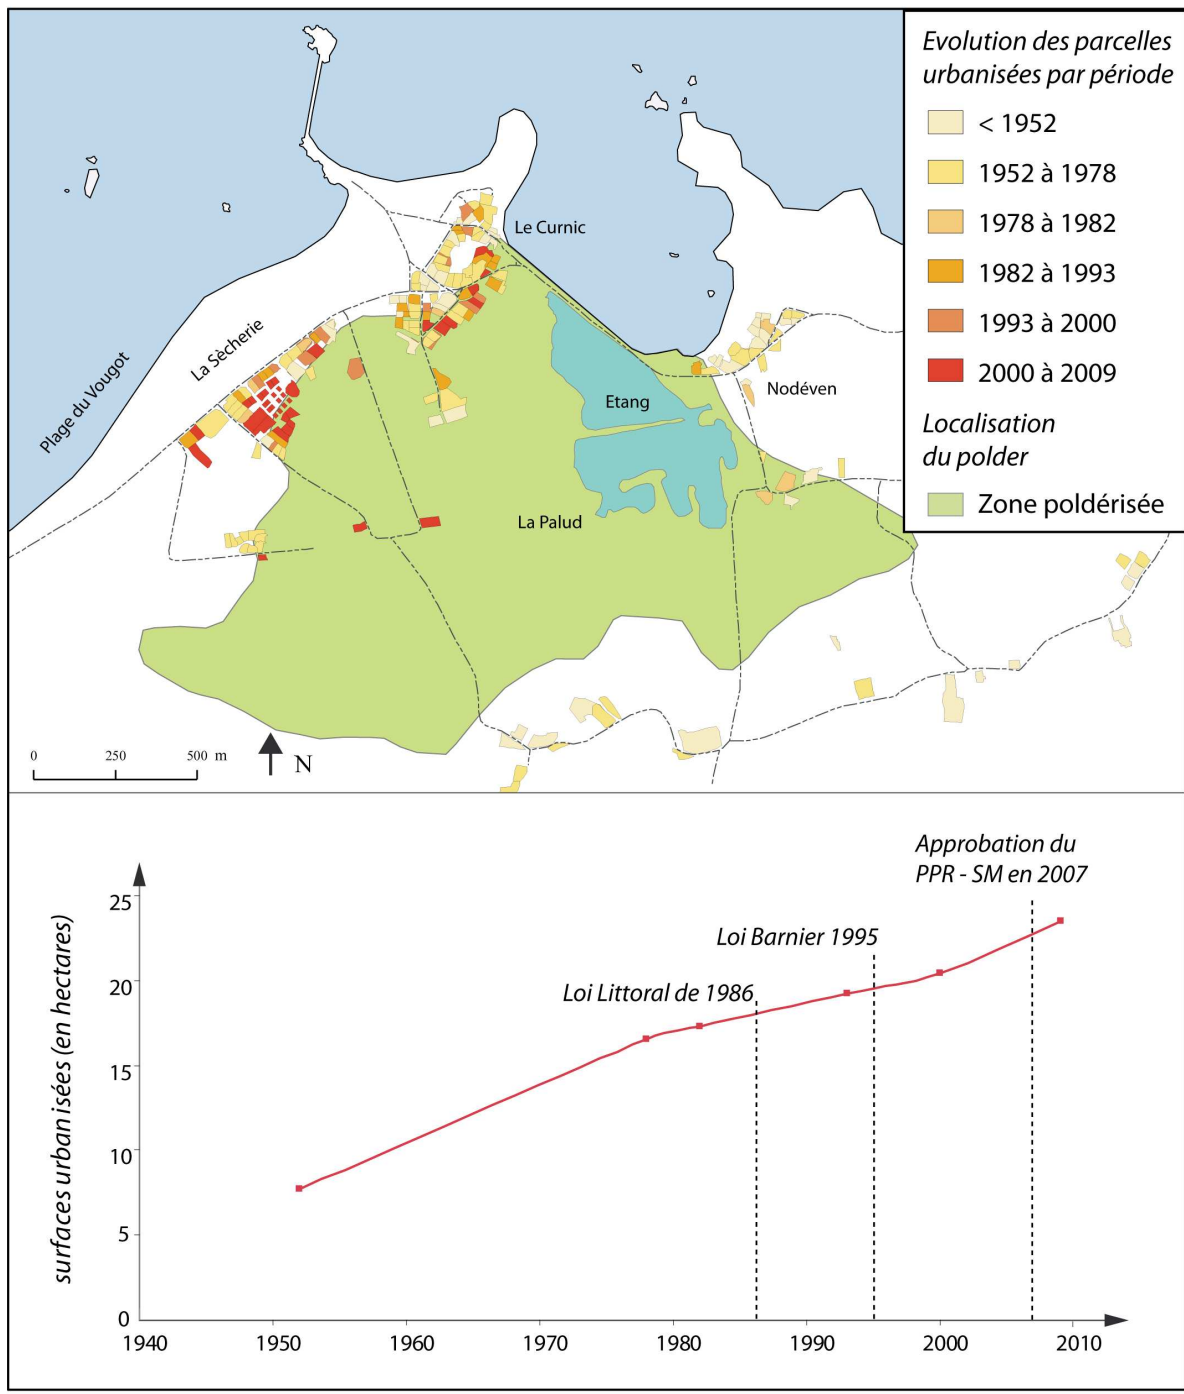 Evolution des parcelles
urbanisées par période
< 1952
1952 à 1978
1978 à 1982
1982 à 1993
1993 à 2000
2000 à 2009
Localisation
du polder
Zone poldérisée
Le Curnic
La Sècherie
Plage du Vougot
Nodéven
Etang
La Palud
0 250 500 m
N
Approbation du
PPR - SM en 2007
Loi Barnier 1995
Loi Littoral de 1986
surfaces urban isées (en hectares)
25
20
15
10
5
0
1940 1950 1960 1970 1980 1990 2000 2010